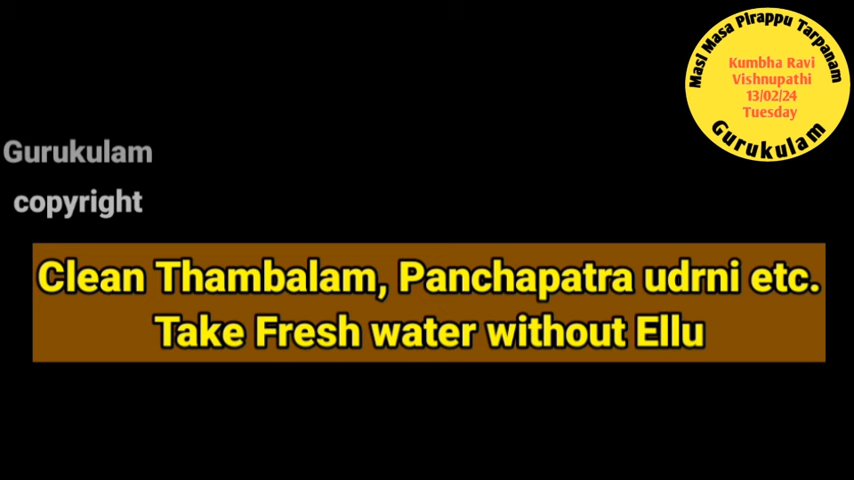 Masi Masa Pirappu Tarpanam
Kumbha Ravi
Vishnupathi
13/02/24
Tuesday
Gurukulam
Gurukulam
copyright
Clean Thambalam, Panchapatra udrni etc.
Take Fresh water without Ellu